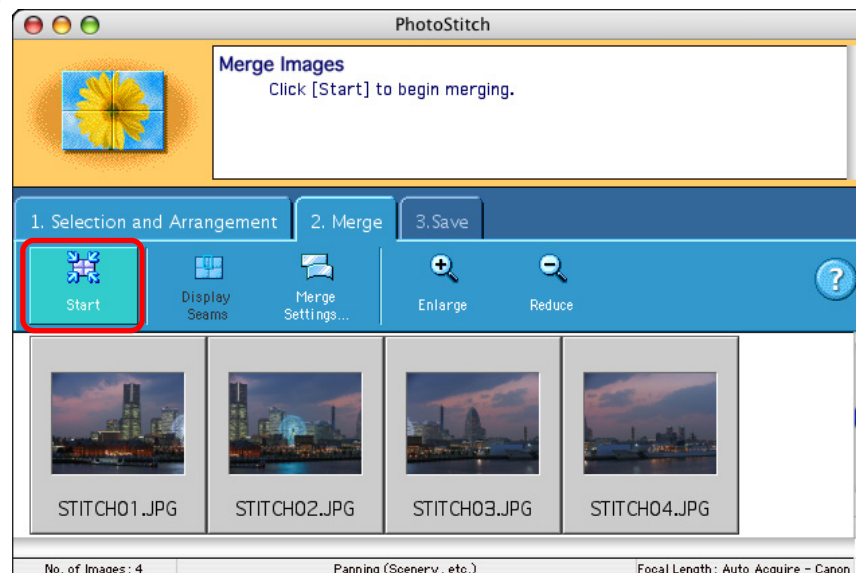 PhotoStitch
Merge Images
Click [Start] to begin merging.
1. Selection and Arrangement
2. Merge
3.Save
Start
Display
Seams
Merge
Settings...
Enlarge
Reduce
?
STITCH01.JPG
STITCH02.JPG
STITCH03.JPG
STITCH04.JPG
No. of Images: 4
Panning (Scenery, etc.)
Focal Length: Auto Acquire - Canon